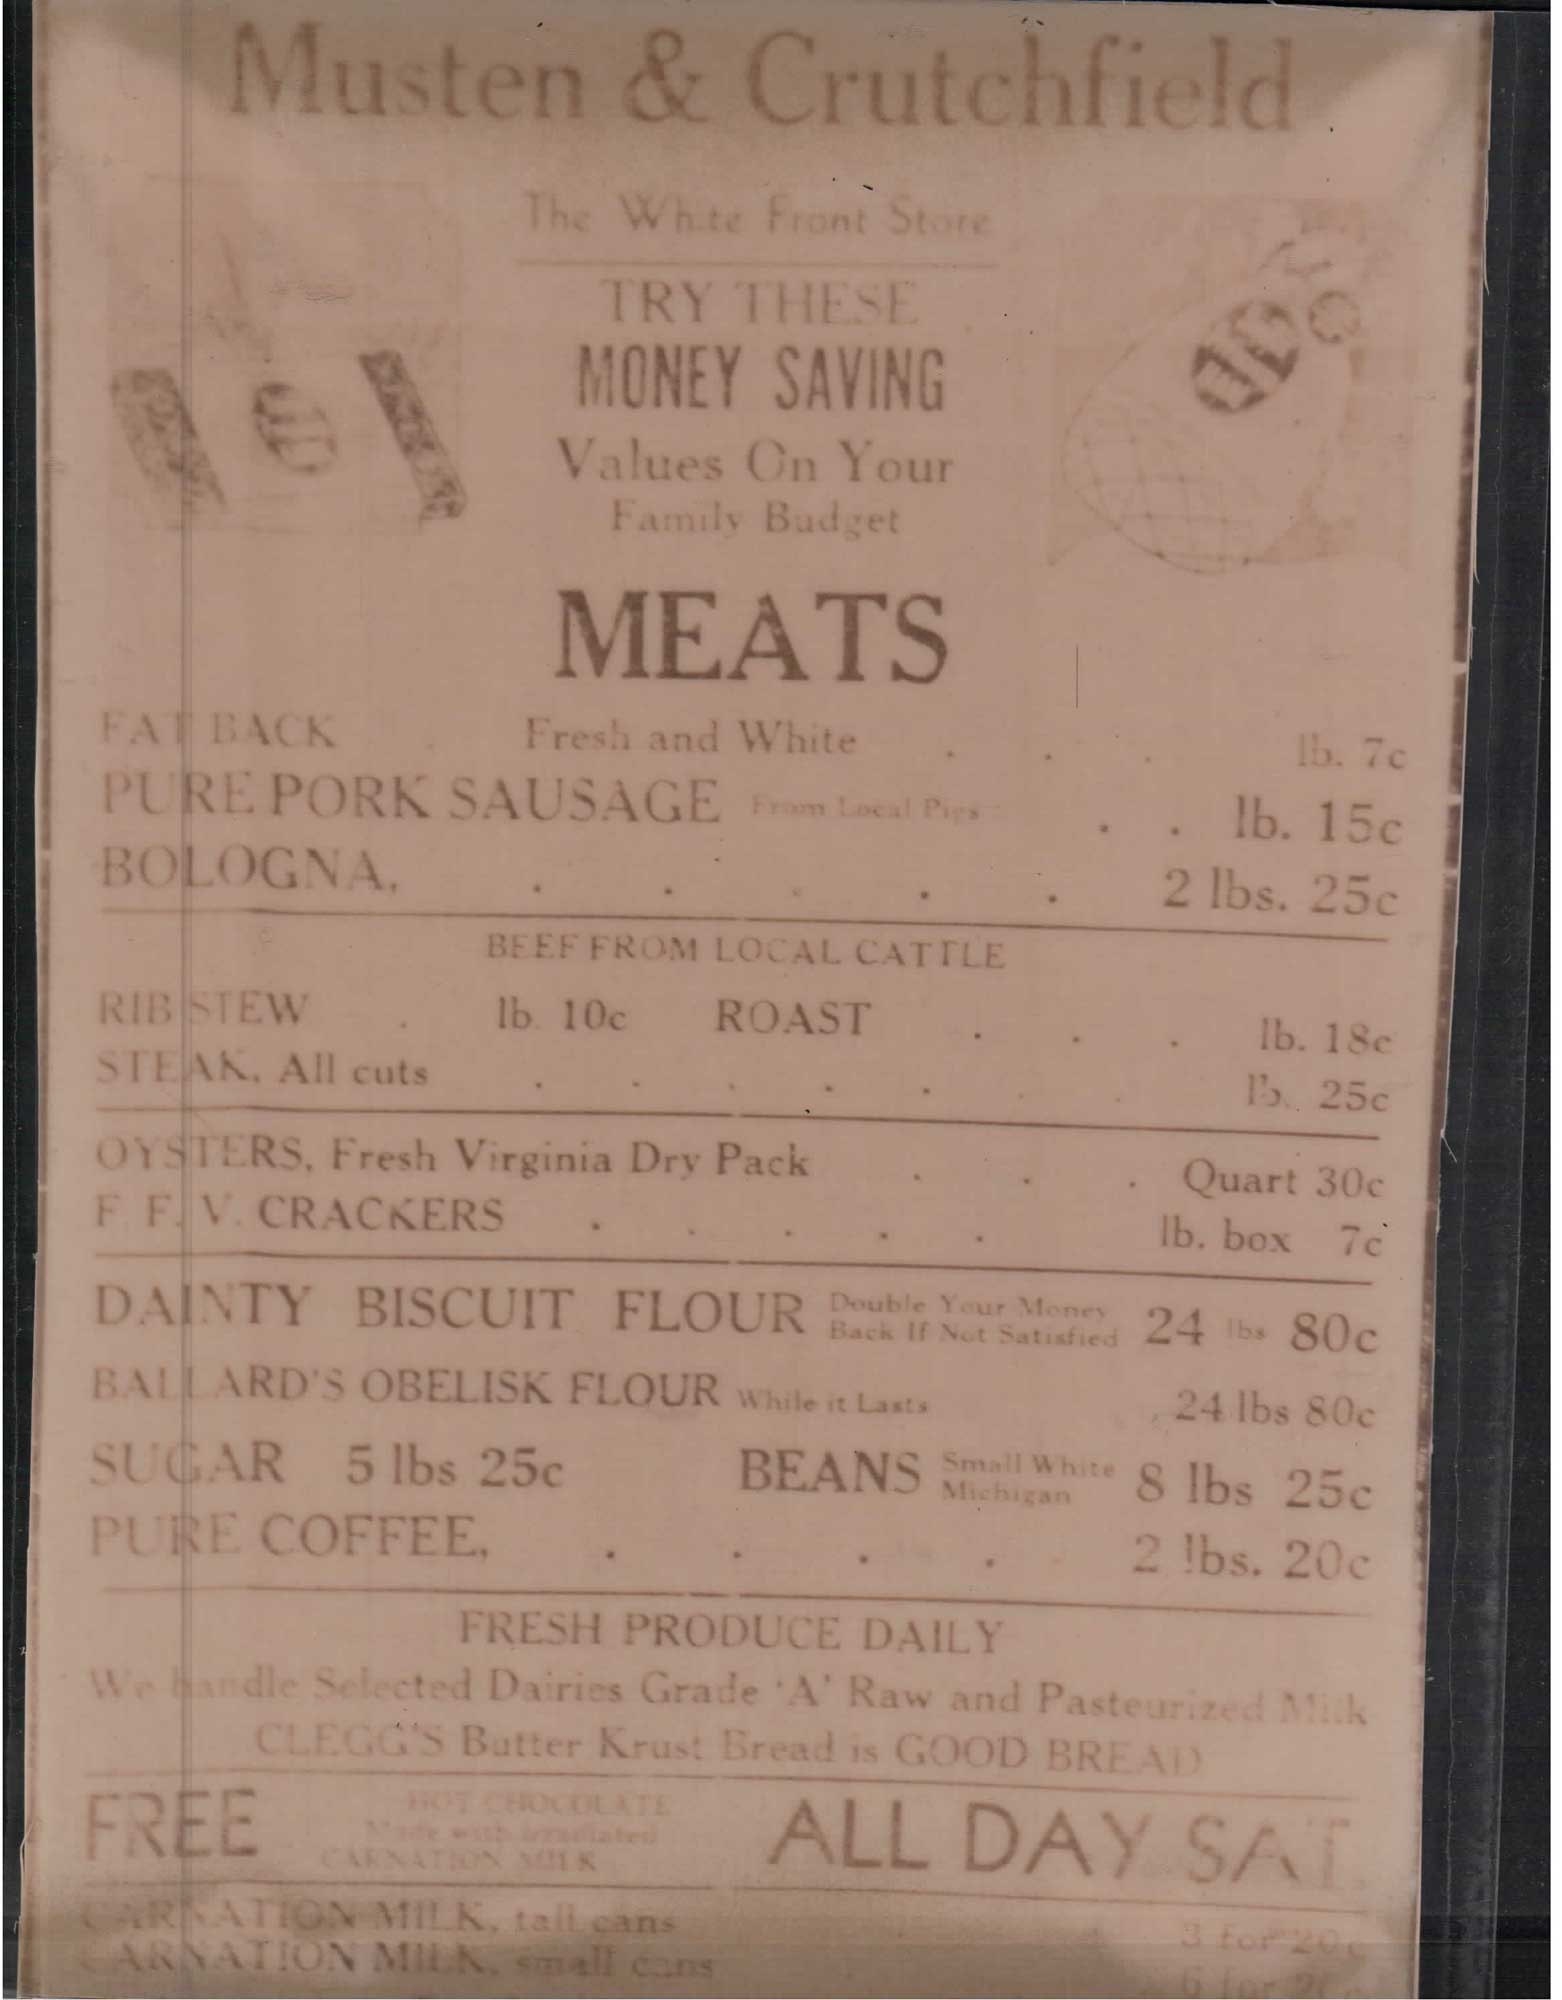 Musten & Crutchfield
The White Front Store
TRY THESE
MONEY SAVING
Values On Your
Family Budget
MEATS
FAT BACK . Fresh and White . . . lb. 7c
PURE PORK SAUSAGE From Local Pigs . . lb. 15c
BOLOGNA, . . . . . 2 lbs. 25c
BEEF FROM LOCAL CATTLE
RIB STEW . lb. 10c ROAST . . . lb. 18c
STEAK, All cuts . . . . . . . lb. 25c
OYSTERS, Fresh Virginia Dry Pack . . . Quart 30c
F. F. V. CRACKERS . . . . . lb. box 7c
DAINTY BISCUIT FLOUR Double Your Money Back If Not Satisfied 24 lbs 80c
BALLARD'S OBELISK FLOUR While it Lasts 24 lbs 80c
SUGAR 5 lbs 25c BEANS Small White Michigan 8 lbs 25c
PURE COFFEE, . . . . 2 lbs. 20c
FRESH PRODUCE DAILY
We handle Selected Dairies Grade 'A' Raw and Pasteurized Milk
CLEGG'S Butter Krust Bread is GOOD BREAD
FREE HOT CHOCOLATE Made with Irradiated CARNATION MILK ALL DAY SAT.
CARNATION MILK, tall cans 3 for 20c
CARNATION MILK, small cans 6 for